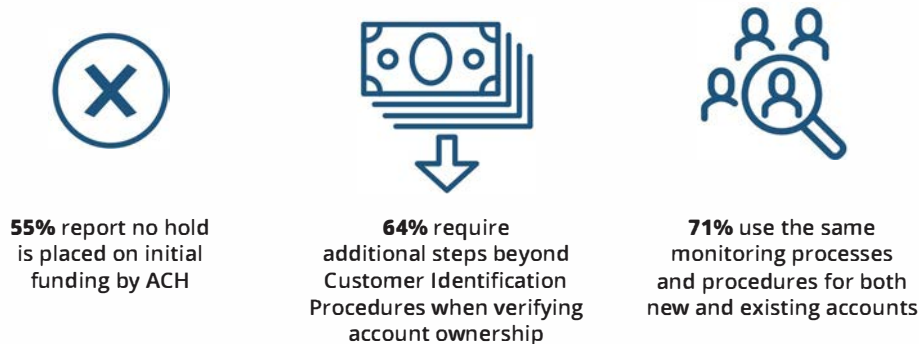 55% report no hold
is placed on initial
funding by ACH
64% require
additional steps beyond
Customer Identification
Procedures when verifying
account ownership
71% use the same
monitoring processes
and procedures for both
new and existing accounts